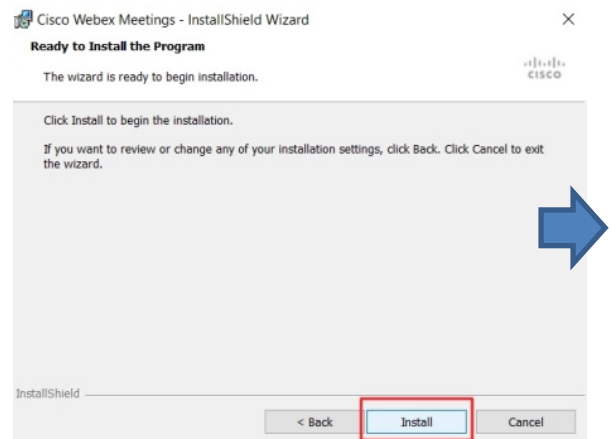 Cisco Webex Meetings - InstallShield Wizard
Ready to Install the Program
The wizard is ready to begin installation.
CISCO
Click Install to begin the installation.
If you want to review or change any of your installation settings, click Back. Click Cancel to exit
the wizard.
InstallShield
< Back Install Cancel